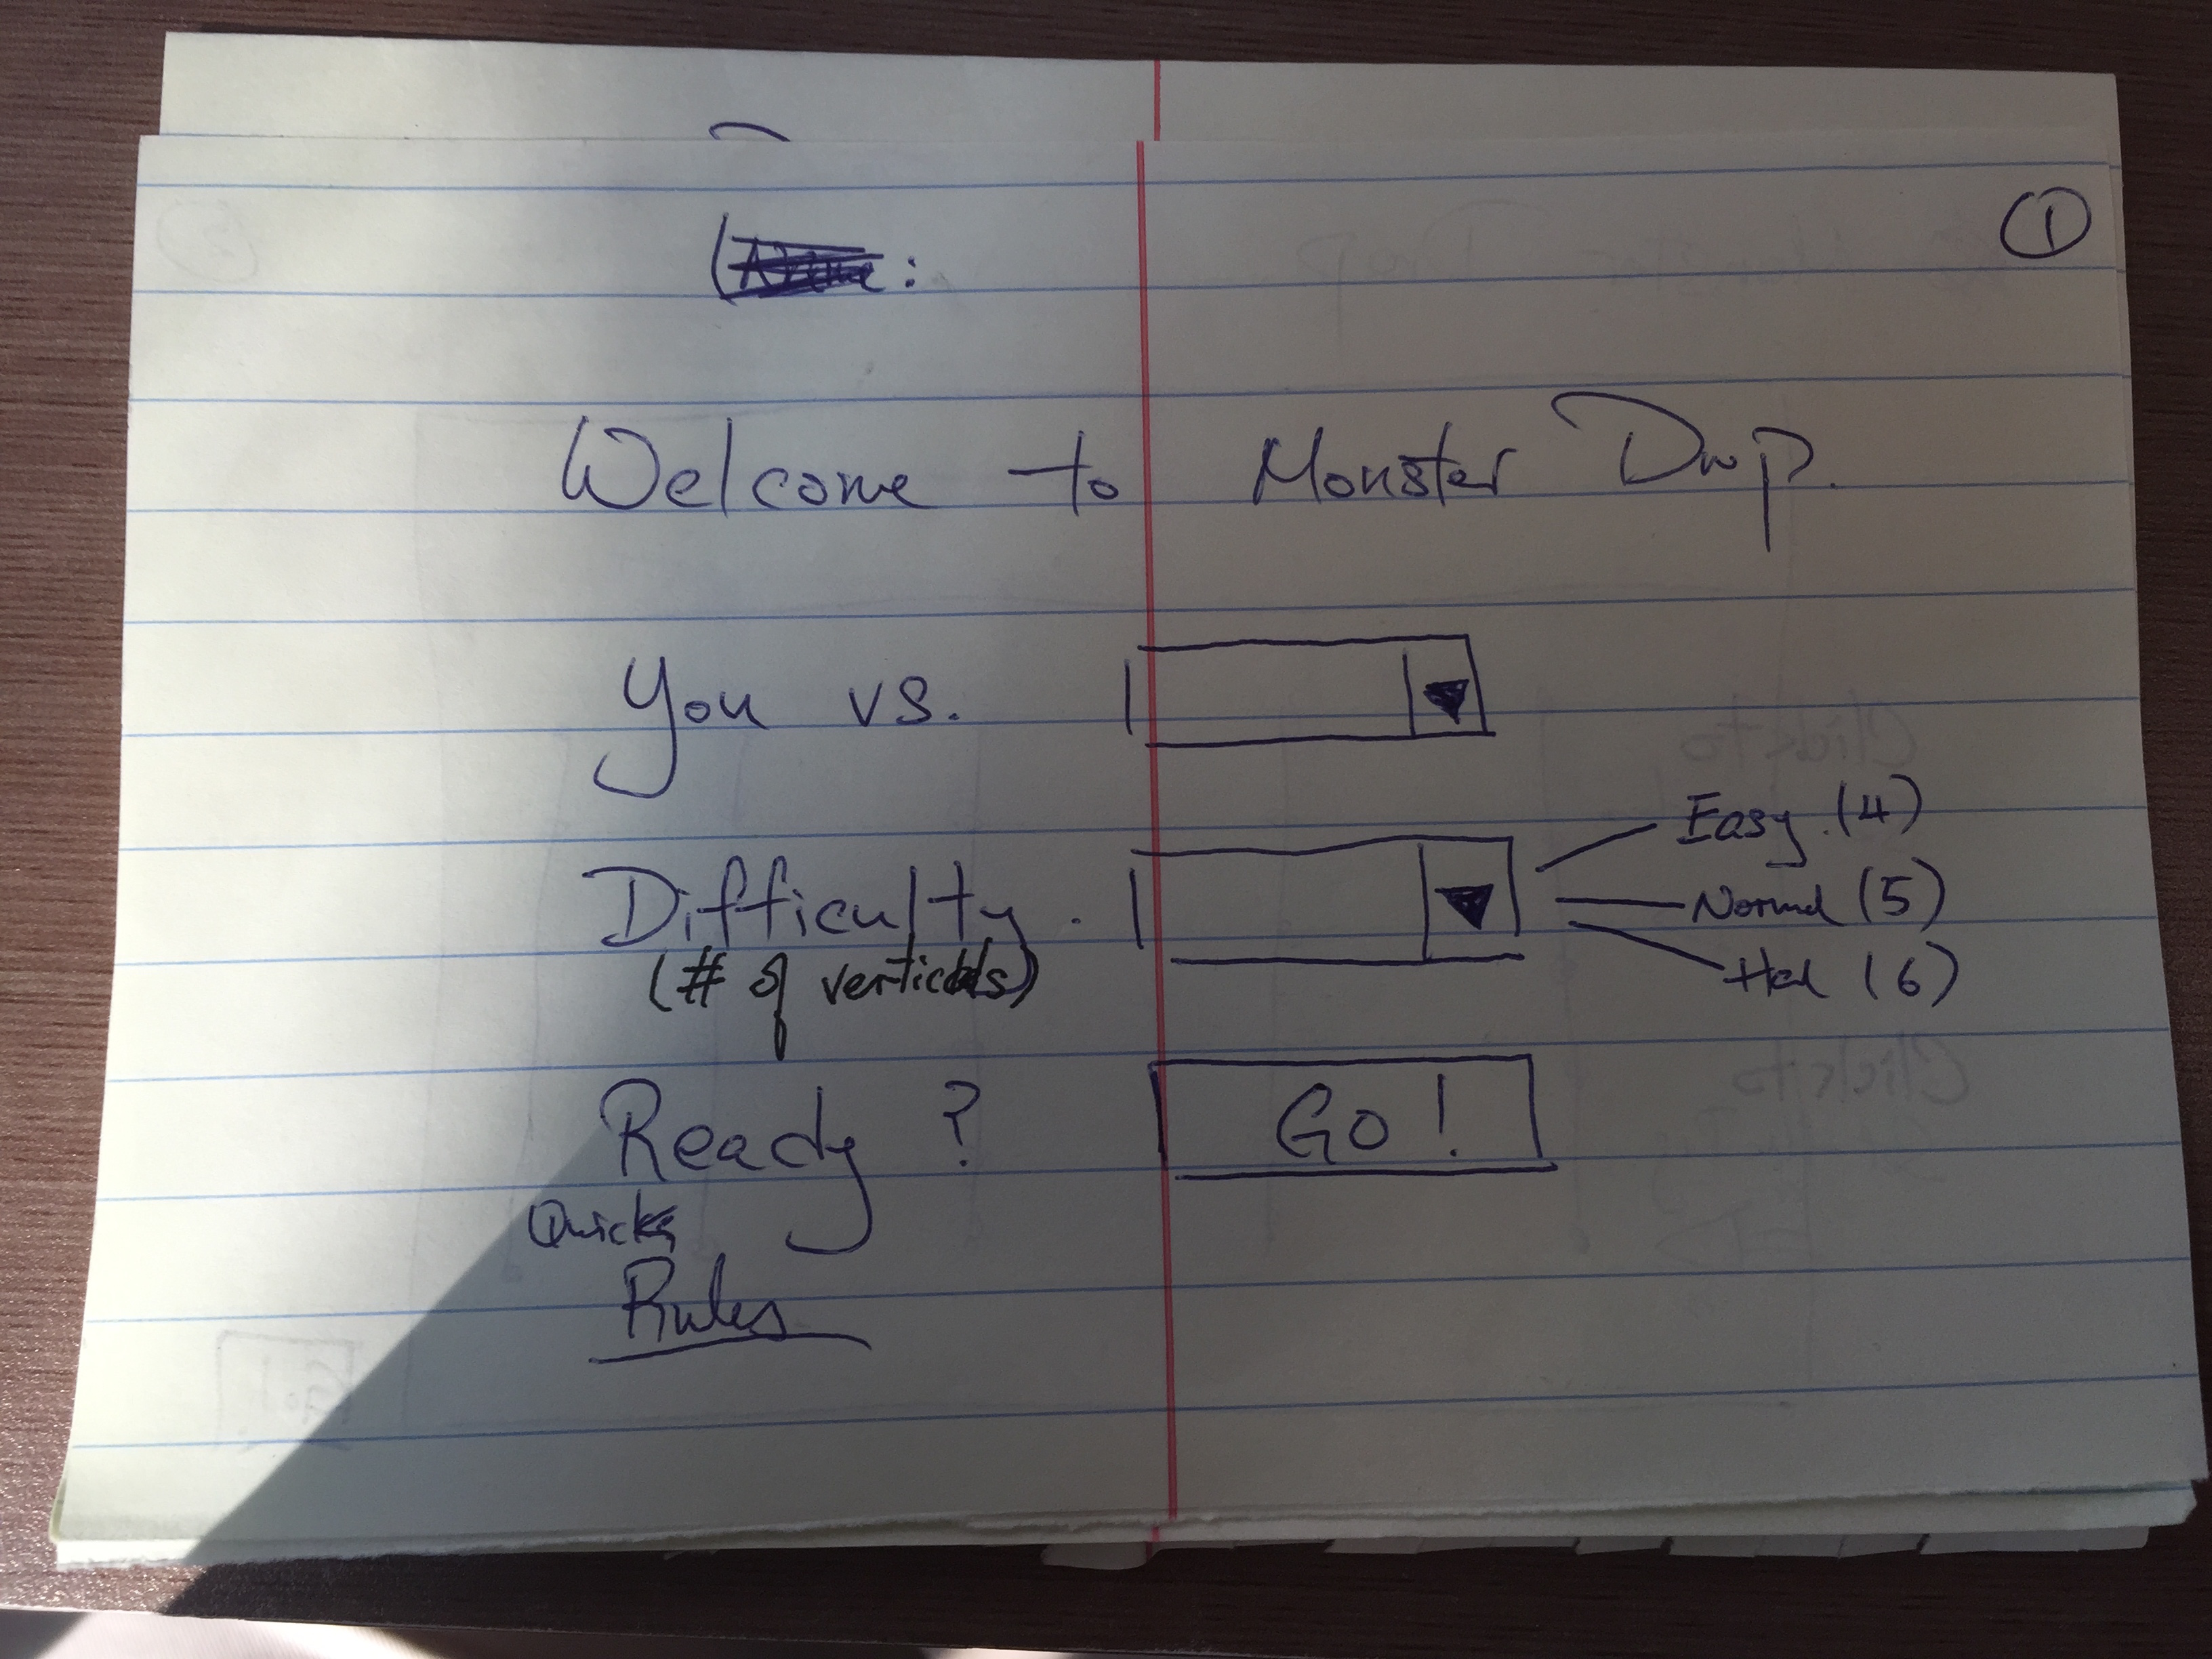 ①
:
Welcome to Monster Drop.
You vs.
Difficulty.
(# of verticals)
Easy (4)
Normal (5)
Hard (6)
Ready? Go!
Quick
Rules